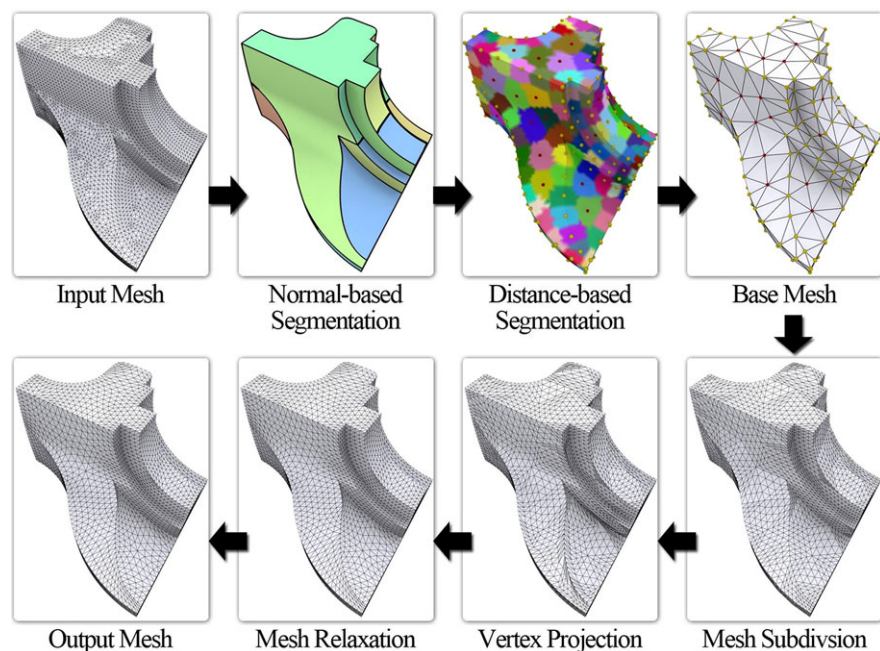 Input Mesh
Normal-based
Segmentation
Distance-based
Segmentation
Base Mesh
Output Mesh
Mesh Relaxation
Vertex Projection
Mesh Subdivsion